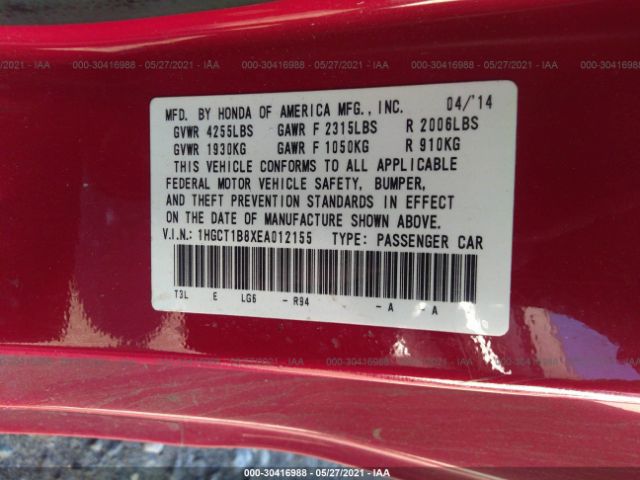 000-30416988 - 05/27/2021 - IAA
000-30416988 - 05/27/2021 - IAA
000-30416988 - 05/27/2021 - IAA
MFD. BY HONDA OF AMERICA MFG., INC. 04/'14
GVWR 4255LBS GAWR F 2315LBS R 2006LBS
GVWR 1930KG GAWR F 1050KG R 910KG
THIS VEHICLE CONFORMS TO ALL APPLICABLE
FEDERAL MOTOR VEHICLE SAFETY, BUMPER,
AND THEFT PREVENTION STANDARDS IN EFFECT
ON THE DATE OF MANUFACTURE SHOWN ABOVE.
V.I.N.: 1HGCT1B8XEA012155 TYPE: PASSENGER CAR
T3L E LG6 - R94 - A - A
000-30416988 - 05/27/2021 - IAA
000-30416988 - 05/27/2021 - IAA
000-30416988 - 05/27/2021 - IAA
000-30416988 - 05/27/2021 - IAA